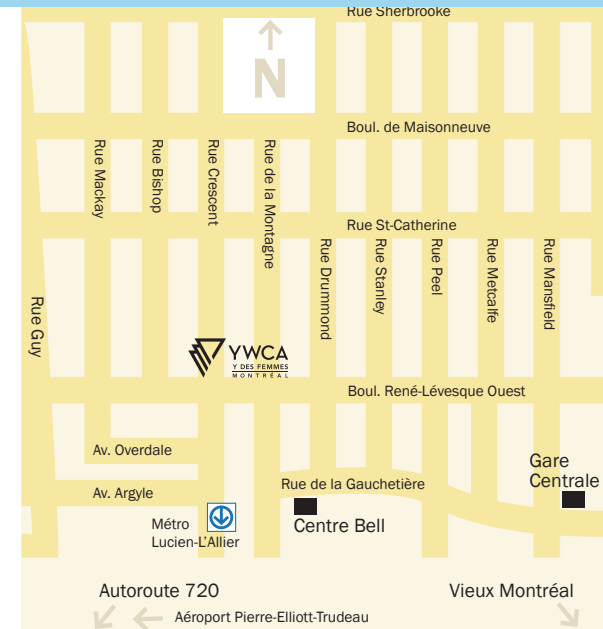 Rue Sherbrooke
N
Boul. de Maisonneuve
Rue Mackay
Rue Bishop
Rue Crescent
Rue de la Montagne
Rue St-Catherine
Rue Drummond
Rue Stanley
Rue Peel
Rue Metcalfe
Rue Mansfield
Rue Guy
YWCA
Y DES FEMMES
MONTRÉAL
Boul. René-Lévesque Ouest
Av. Overdale
Gare
Centrale
Rue de la Gauchetière
Av. Argyle
Métro
Lucien-L'Allier
Centre Bell
Autoroute 720
Vieux Montréal
Aéroport Pierre-Elliott-Trudeau